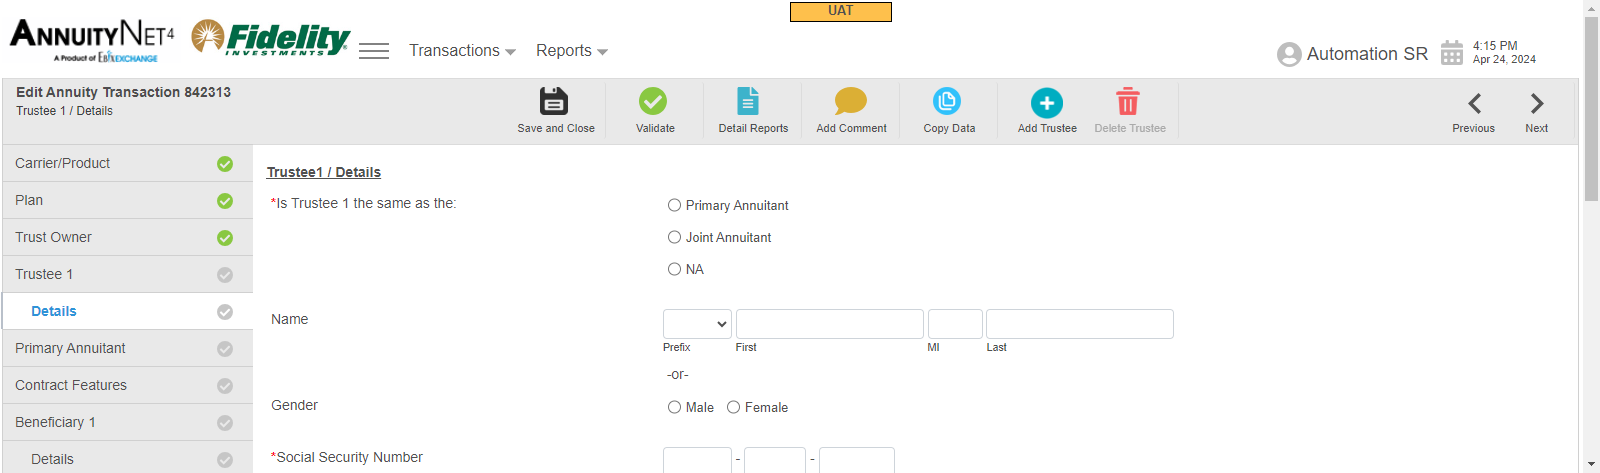 UAT
ANNUITYNET4
A Product of EbixEXCHANGE
Fidelity
INVESTMENTS
Transactions
Reports
Automation SR
4:15 PM
Apr 24, 2024
Edit Annuity Transaction 842313
Trustee 1 / Details
Save and Close
Validate
Detail Reports
Add Comment
Copy Data
Add Trustee
Delete Trustee
Previous
Next
Carrier/Product
Plan
Trust Owner
Trustee 1
Details
Primary Annuitant
Contract Features
Beneficiary 1
Details
Trustee1 / Details
*Is Trustee 1 the same as the:
Primary Annuitant
Joint Annuitant
NA
Name
Prefix First MI Last
-or-
Gender
Male Female
*Social Security Number
- -